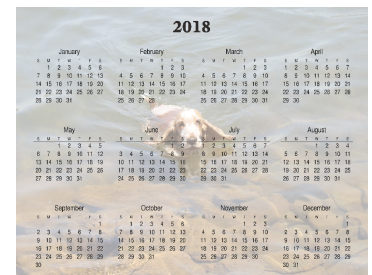 2018
January
S M T W T F S
1 2 3 4 5 6
7 8 9 10 11 12 13
14 15 16 17 18 19 20
21 22 23 24 25 26 27
28 29 30 31
February
S M T W T F S
1 2 3
4 5 6 7 8 9 10
11 12 13 14 15 16 17
18 19 20 21 22 23 24
25 26 27 28
March
S M T W T F S
1 2 3
4 5 6 7 8 9 10
11 12 13 14 15 16 17
18 19 20 21 22 23 24
25 26 27 28 29 30 31
April
S M T W T F S
1 2 3 4 5 6 7
8 9 10 11 12 13 14
15 16 17 18 19 20 21
22 23 24 25 26 27 28
29 30
May
S M T W T F S
1 2 3 4 5
6 7 8 9 10 11 12
13 14 15 16 17 18 19
20 21 22 23 24 25 26
27 28 29 30 31
June
S M T W T F S
1 2
3 4 5 6 7 8 9
10 11 12 13 14 15 16
17 18 19 20 21 22 23
24 25 26 27 28 29 30
July
S M T W T F S
1 2 3 4 5 6 7
8 9 10 11 12 13 14
15 16 17 18 19 20 21
22 23 24 25 26 27 28
29 30 31
August
S M T W T F S
1 2 3 4
5 6 7 8 9 10 11
12 13 14 15 16 17 18
19 20 21 22 23 24 25
26 27 28 29 30 31
September
S M T W T F S
1
2 3 4 5 6 7 8
9 10 11 12 13 14 15
16 17 18 19 20 21 22
23 24 25 26 27 28 29
30
October
S M T W T F S
1 2 3 4 5 6
7 8 9 10 11 12 13
14 15 16 17 18 19 20
21 22 23 24 25 26 27
28 29 30 31
November
S M T W T F S
1 2 3
4 5 6 7 8 9 10
11 12 13 14 15 16 17
18 19 20 21 22 23 24
25 26 27 28 29 30
December
S M T W T F S
1
2 3 4 5 6 7 8
9 10 11 12 13 14 15
16 17 18 19 20 21 22
23 24 25 26 27 28 29
30 31